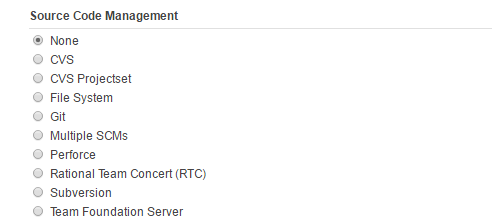 Source Code Management
None
CVS
CVS Projectset
File System
Git
Multiple SCMs
Perforce
Rational Team Concert (RTC)
Subversion
Team Foundation Server